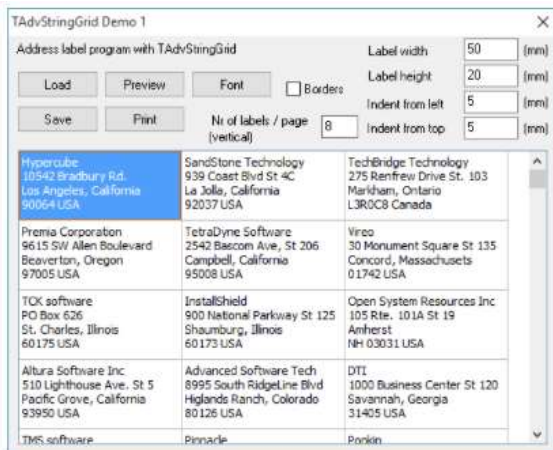 TAdvStringGrid Demo 1
Address label program with TAdvStringGrid
Label width 50 (mm)
Load Preview Font Borders
Label height 20 (mm)
Indent from left 5 (mm)
Save Print Nr of labels / page (vertical) 8
Indent from top 5 (mm)
Hypercube
10542 Bradbury Rd.
Los Angeles, California
90064 USA
SandStone Technology
939 Coast Blvd St 4C
La Jolla, California
92037 USA
TechBridge Technology
275 Renfrew Drive St. 103
Markham, Ontario
L3R0C8 Canada
Premia Corporation
9615 SW Allen Boulevard
Beaverton, Oregon
97005 USA
TetraDyne Software
2542 Bascom Ave, St 206
Campbell, California
95008 USA
Vireo
30 Monument Square St 135
Concord, Massachusets
01742 USA
TCK software
PO Box 626
St. Charles, Illinois
60175 USA
InstallShield
900 National Parkway St 125
Shaumburg, Illinois
60173 USA
Open System Resources Inc
105 Rte. 101A St 19
Amherst
NH 03031 USA
Altura Software Inc
510 Lighthouse Ave. St 5
Pacific Grove, California
93950 USA
Advanced Software Tech
8995 South RidgeLine Blvd
Higlands Ranch, Colorado
80126 USA
DTI
1000 Business Center St 120
Savannah, Georgia
31405 USA
TMS software
Pinnacle
Popkin